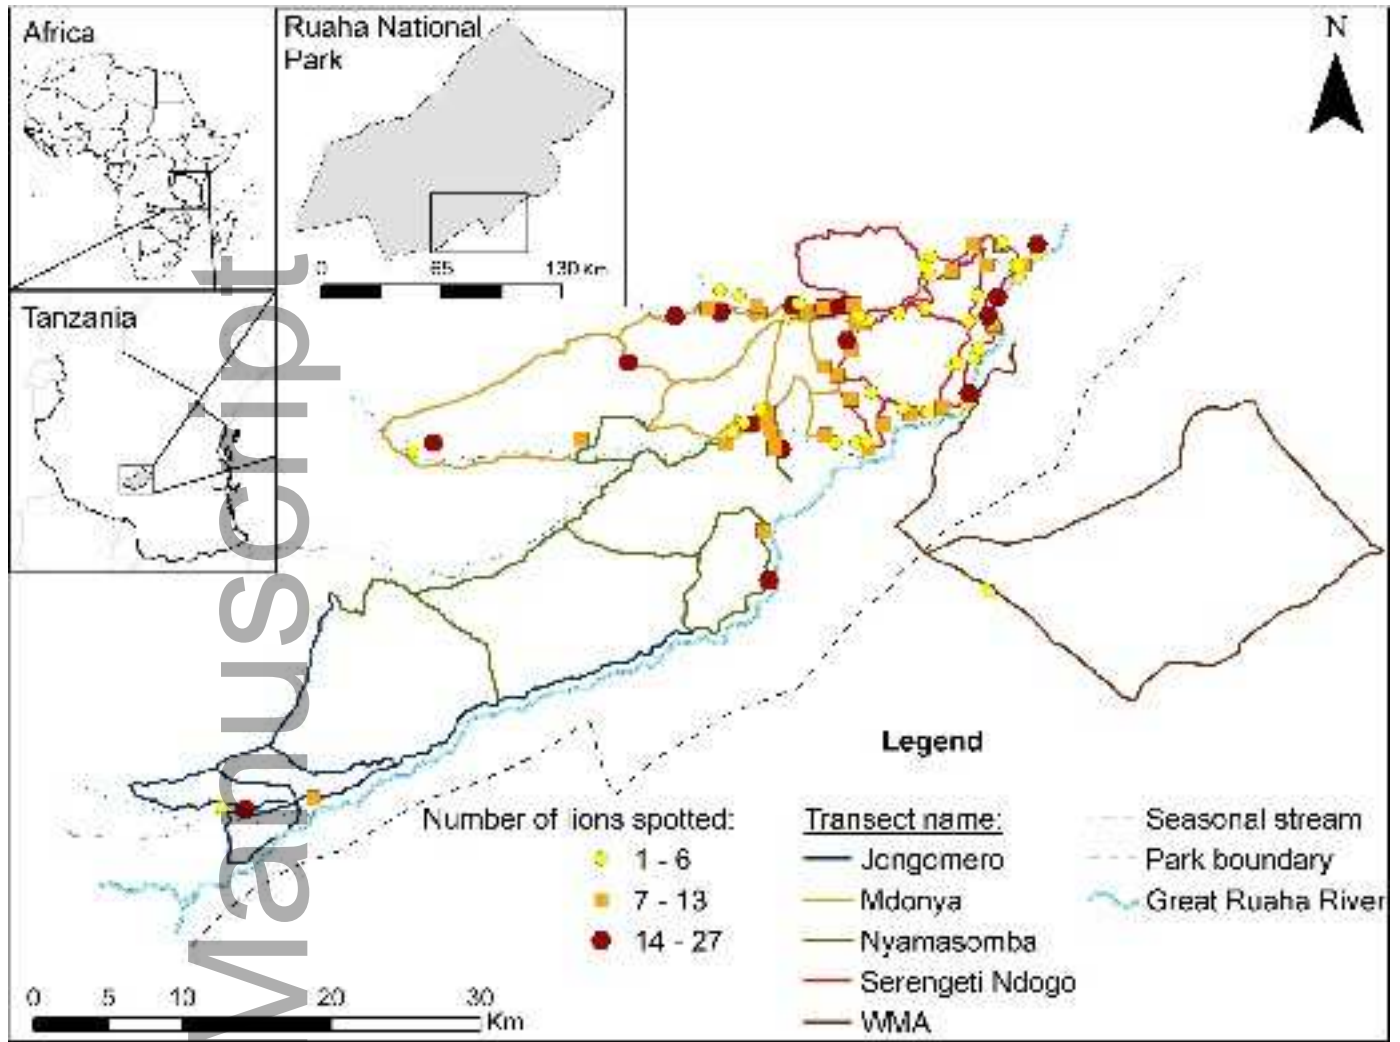 Africa
Ruaha National
Park
N
0 65 130 Km
Tanzania
Manuscript
Legend
Number of lions spotted:
1 - 6
7 - 13
14 - 27
Transect name:
Jongomero
Mdonya
Nyamasomba
Serengeti Ndogo
WMA
Seasonal stream
Park boundary
Great Ruaha River
0 5 10 20 30
Km